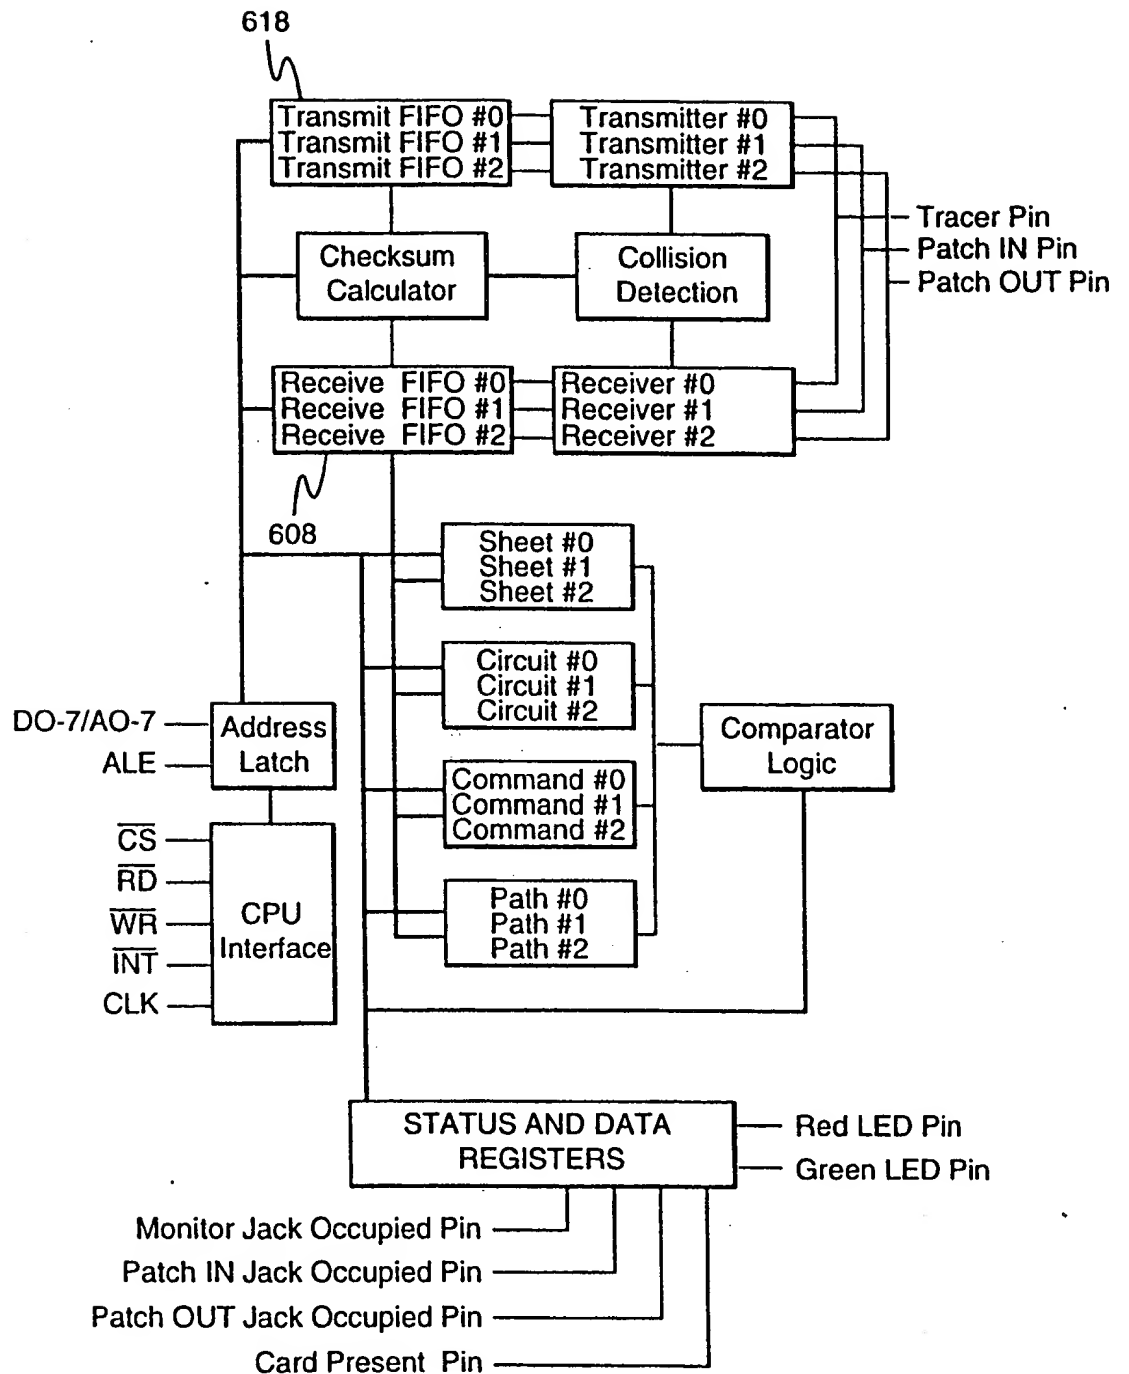 618
Transmit FIFO #0
Transmit FIFO #1
Transmit FIFO #2
Transmitter #0
Transmitter #1
Transmitter #2
Tracer Pin
Patch IN Pin
Patch OUT Pin
Checksum
Calculator
Collision
Detection
Receive FIFO #0
Receive FIFO #1
Receive FIFO #2
Receiver #0
Receiver #1
Receiver #2
608
Sheet #0
Sheet #1
Sheet #2
Circuit #0
Circuit #1
Circuit #2
DO-7/AO-7
ALE
Address
Latch
Comparator
Logic
Command #0
Command #1
Command #2
C̅S̅
R̅D̅
W̅R̅
I̅N̅T̅
CLK
CPU
Interface
Path #0
Path #1
Path #2
STATUS AND DATA
REGISTERS
Red LED Pin
Green LED Pin
Monitor Jack Occupied Pin
Patch IN Jack Occupied Pin
Patch OUT Jack Occupied Pin
Card Present Pin